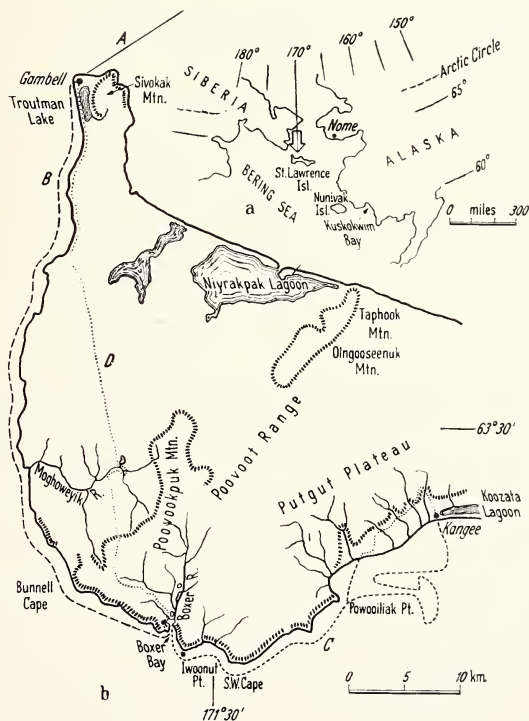 A
Gambell
Troutman
Lake
Sivokak
Mtn.
B
180°
170°
160°
150°
Arctic Circle
65°
60°
SIBERIA
Nome
ALASKA
St. Lawrence
Isl.
BERING SEA
Nunivak
Isl.
Kuskokwim
Bay
a
miles 300
Niyrakpak Lagoon
Taphook
Mtn.
Oingooseenuk
Mtn.
D
63°30'
Poovoot Range
Poovookpuk Mtn.
Moghoweyik
R.
Putgut Plateau
Koozata
Lagoon
Kangee
Bunnell
Cape
Boxer R.
Boxer
Bay
Powooiliak Pt.
C
Iwoonut
Pt.
S.W. Cape
b
171°30'
0 5 10 km.